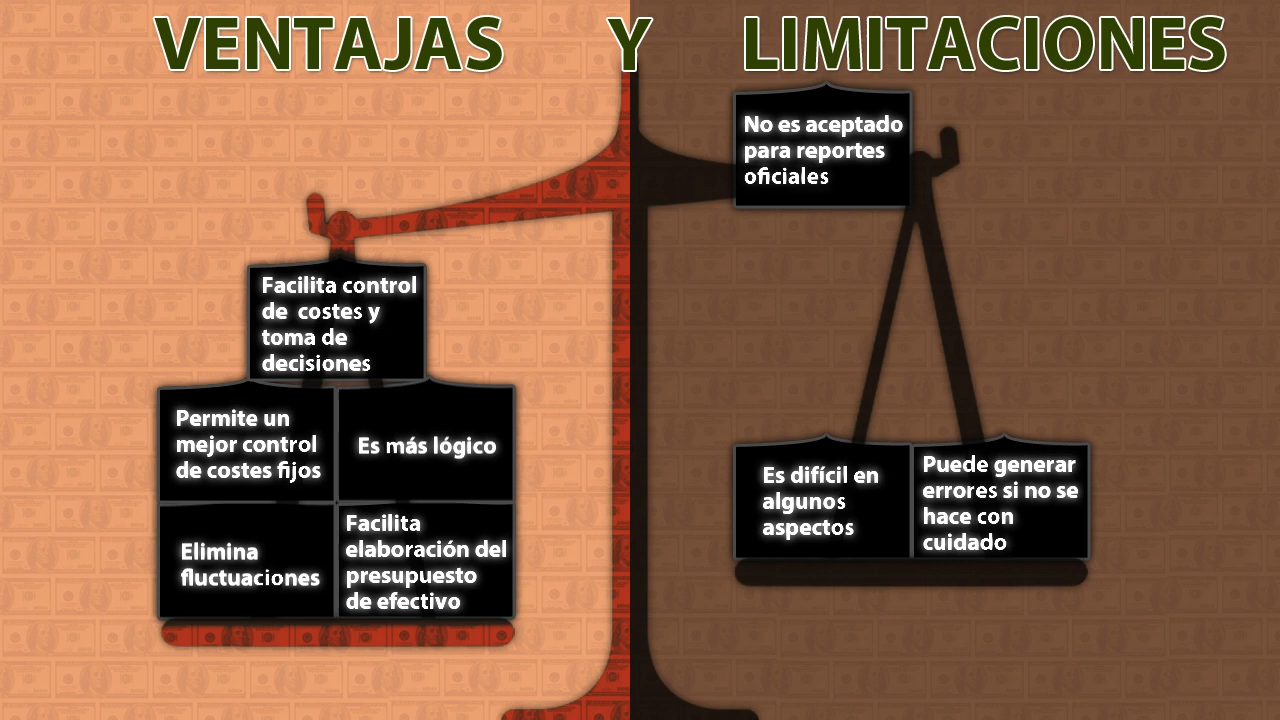 VENTAJAS Y LIMITACIONES
Facilita control
de costes y
toma de
decisiones
Permite un
mejor control
de costes fijos
Es más lógico
Elimina
fluctuaciones
Facilita
elaboración del
presupuesto
de efectivo
No es aceptado
para reportes
oficiales
Es difícil en
algunos
aspectos
Puede generar
errores si no se
hace con
cuidado